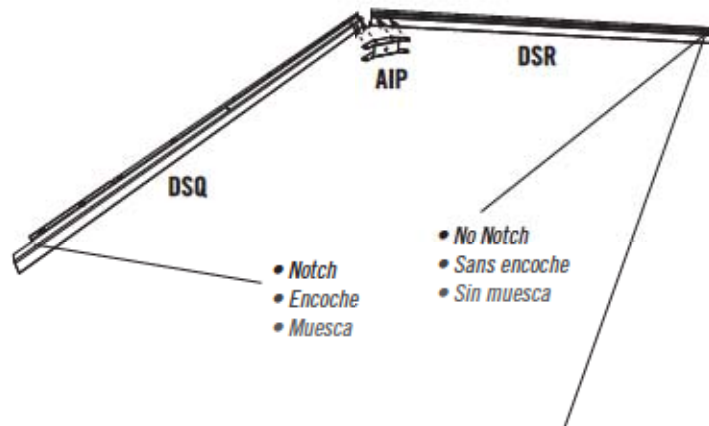 DSR
AIP
DSQ
• No Notch
• Sans encoche
• Sin muesca
• Notch
• Encoche
• Muesca